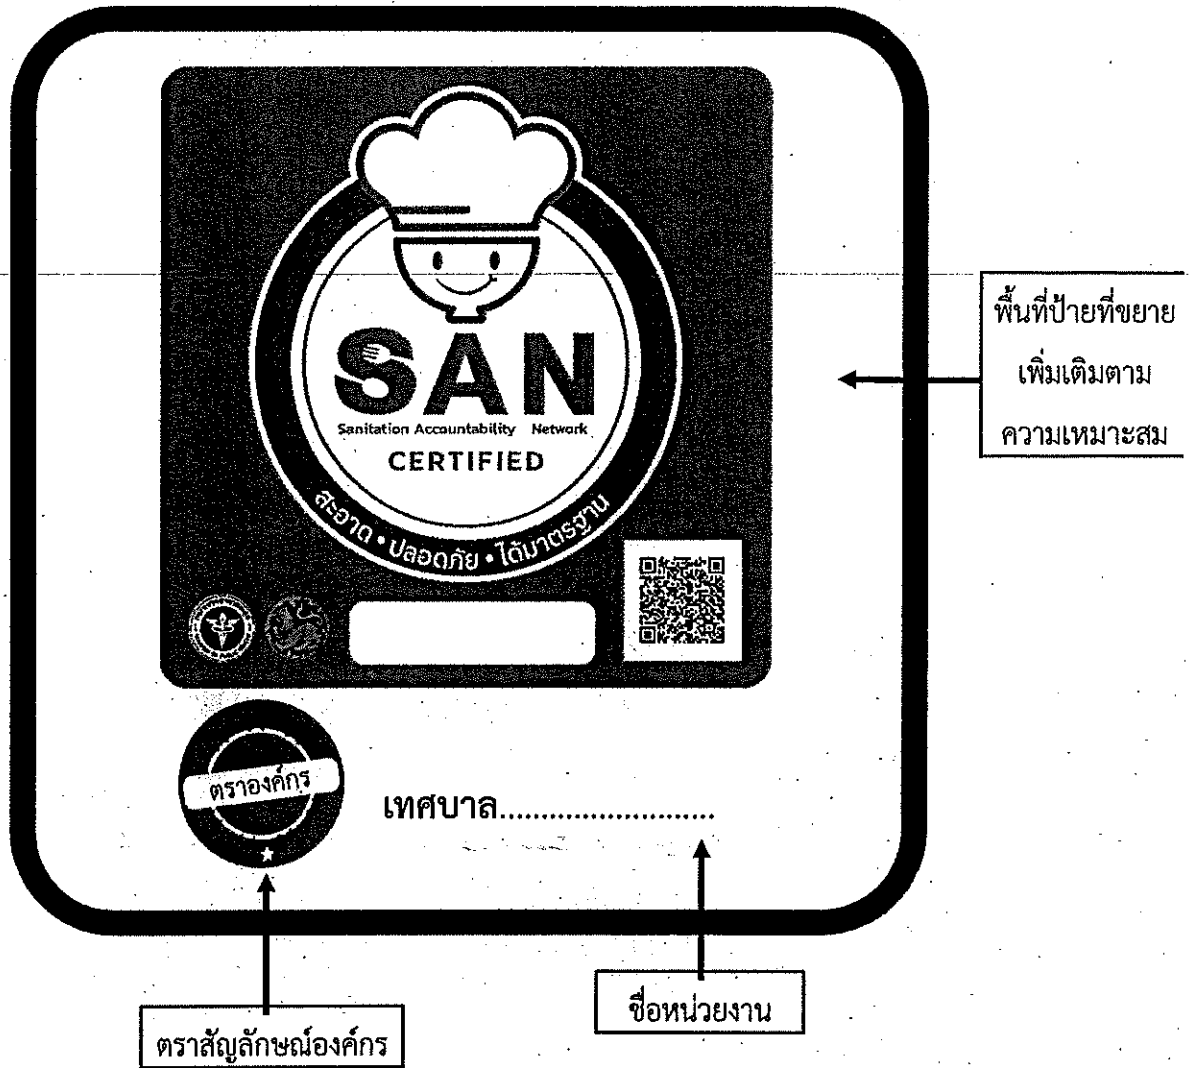 SAN
Sanitation Accountability Network
CERTIFIED
สะอาด • ปลอดภัย • ได้มาตรฐาน
พื้นที่ป้ายที่ขยาย
เพิ่มเติมตาม
ความเหมาะสม
ตราองค์กร
เทศบาล..........................
ชื่อหน่วยงาน
ตราสัญลักษณ์องค์กร